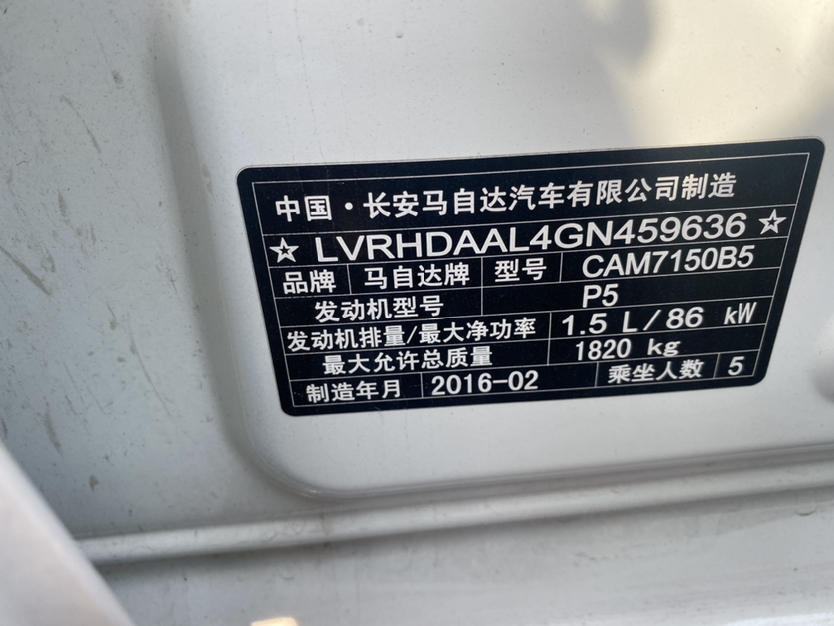 中国·长安马自达汽车有限公司制造
☆ LVRHDAAL4GN459636 ☆
品牌 马自达牌 型号 CAM7150B5
发动机型号 P5
发动机排量/最大净功率 1.5 L/86 kW
最大允许总质量 1820 kg
制造年月 2016-02 乘坐人数 5